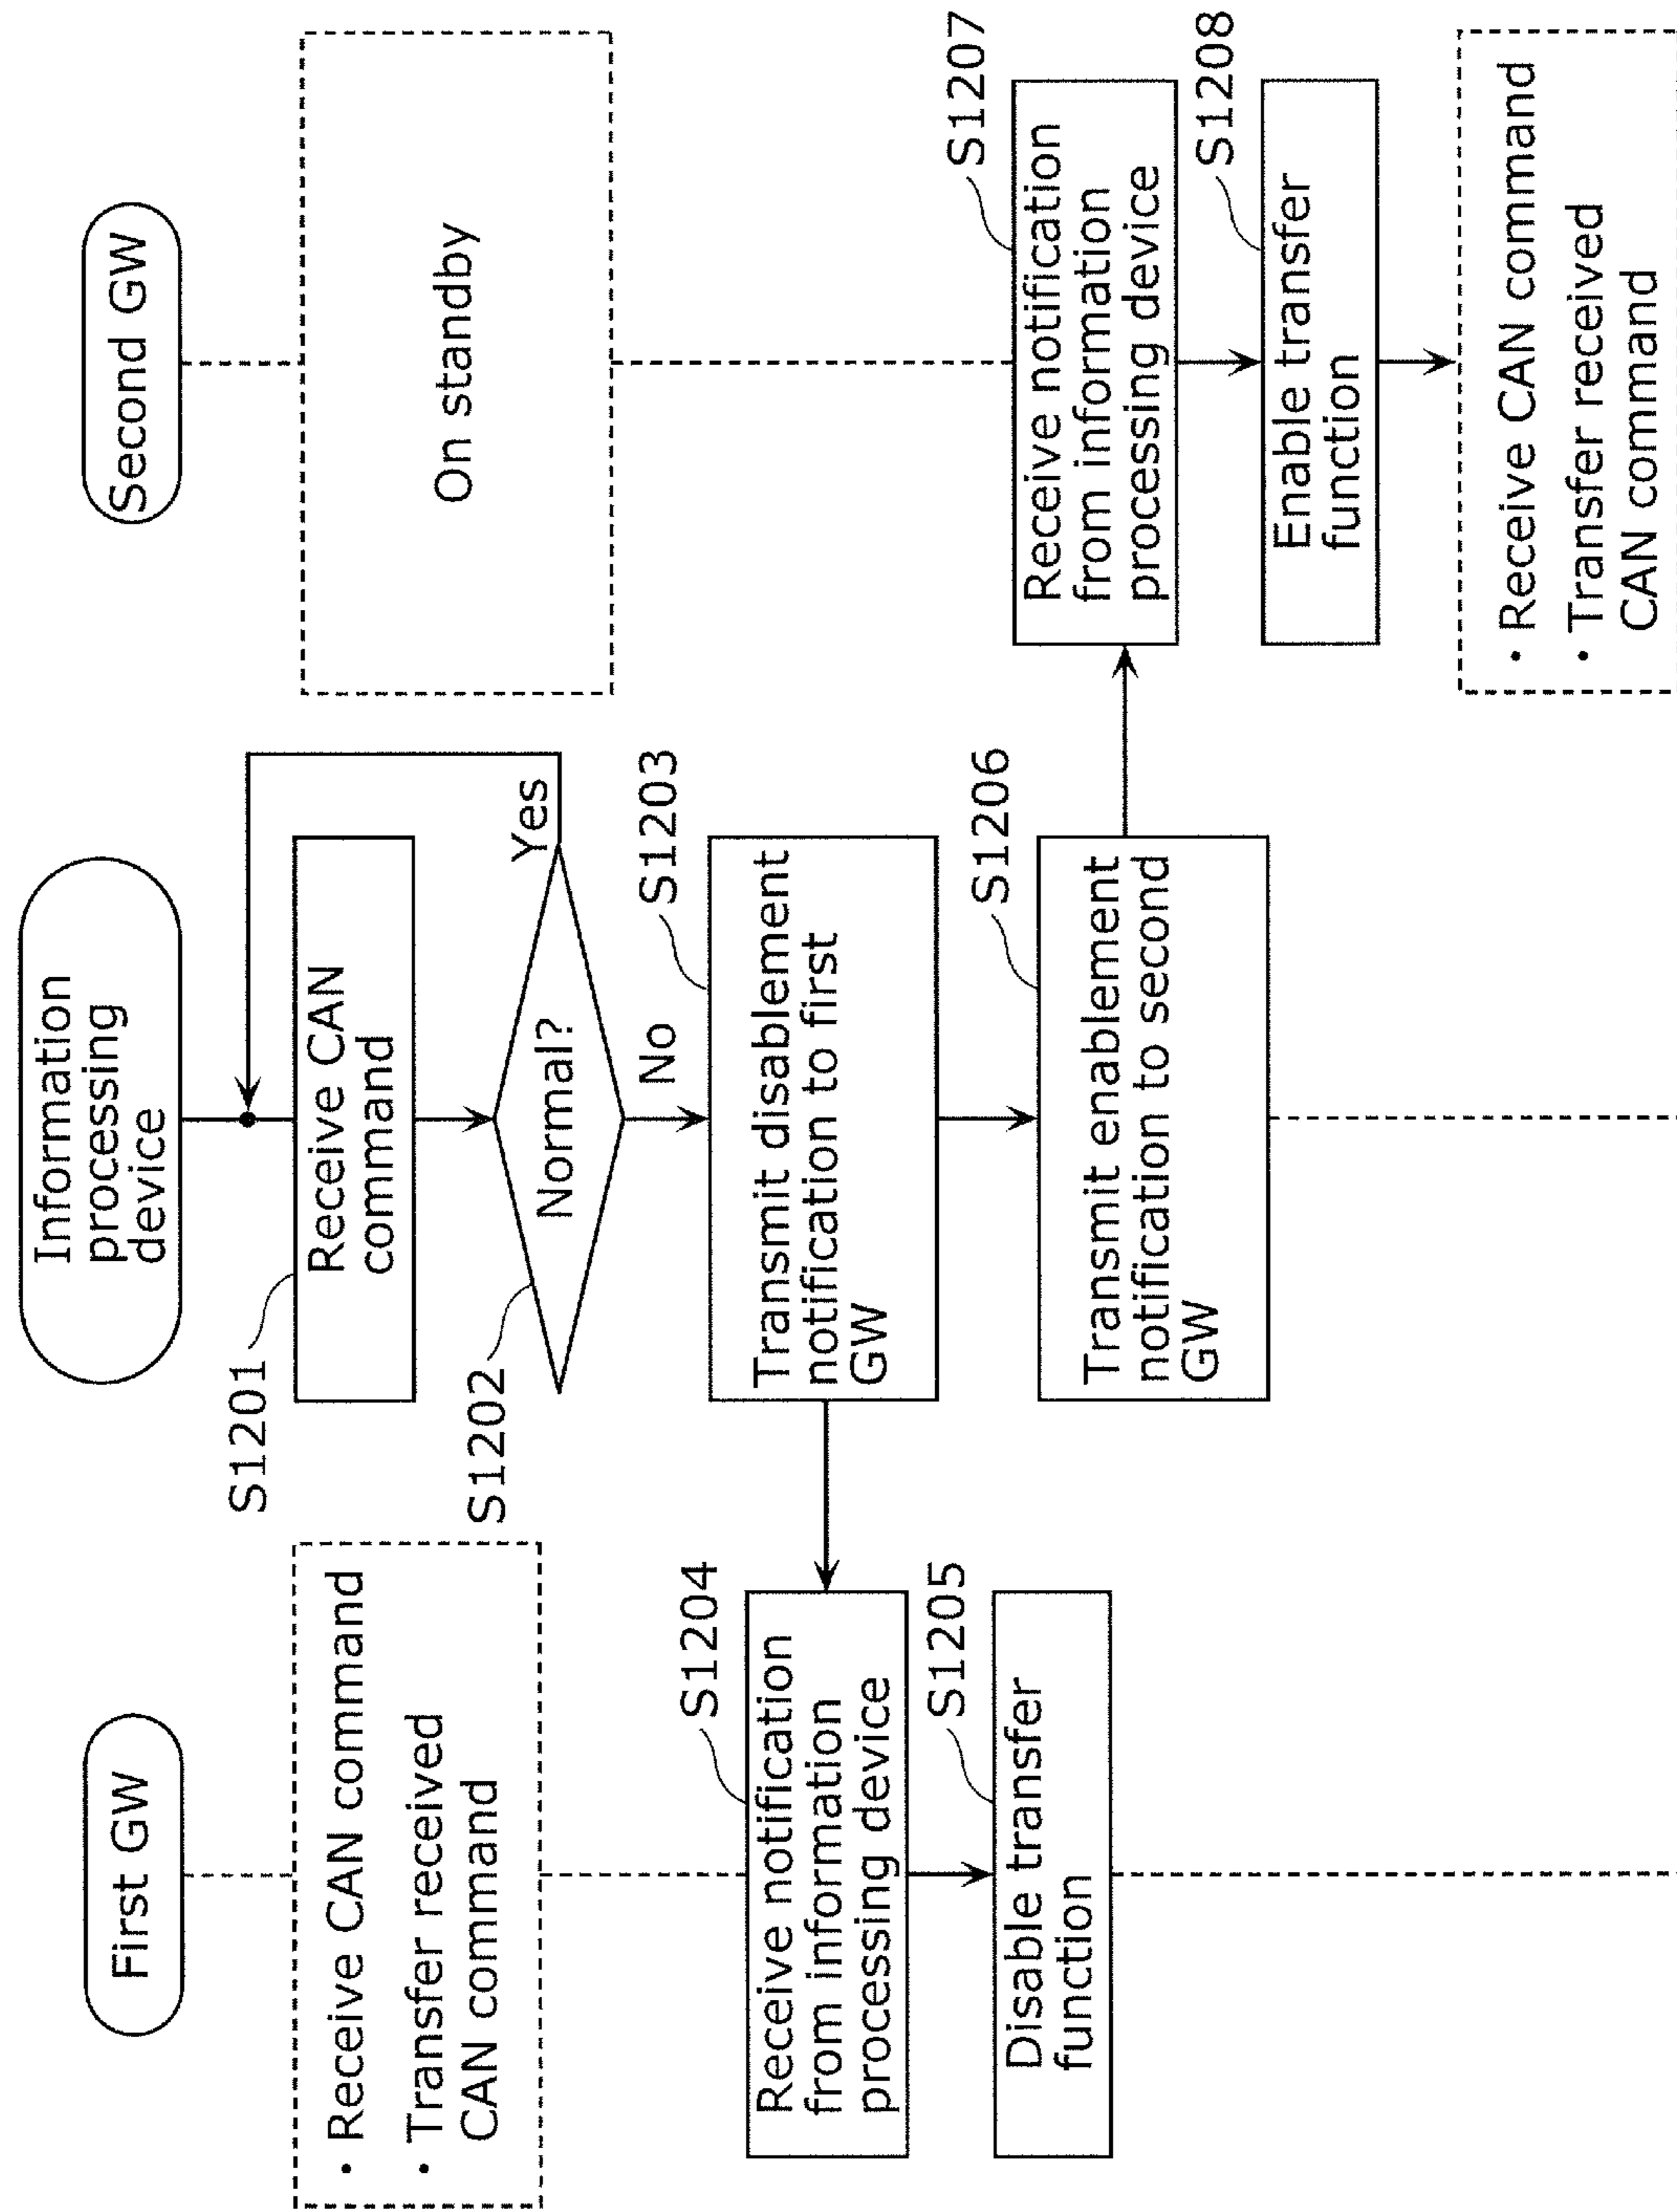 First GW
・Receive CAN command
・Transfer received
CAN command
S1204
Receive notification
from information
processing device
S1205
Disable transfer
function
Information
processing
device
S1201
Receive CAN
command
S1202
Normal?
Yes
No
S1203
Transmit disablement
notification to first
GW
S1206
Transmit enablement
notification to second
GW
Second GW
On standby
S1207
Receive notification
from information
processing device
S1208
Enable transfer
function
・Receive CAN command
・Transfer received
CAN command